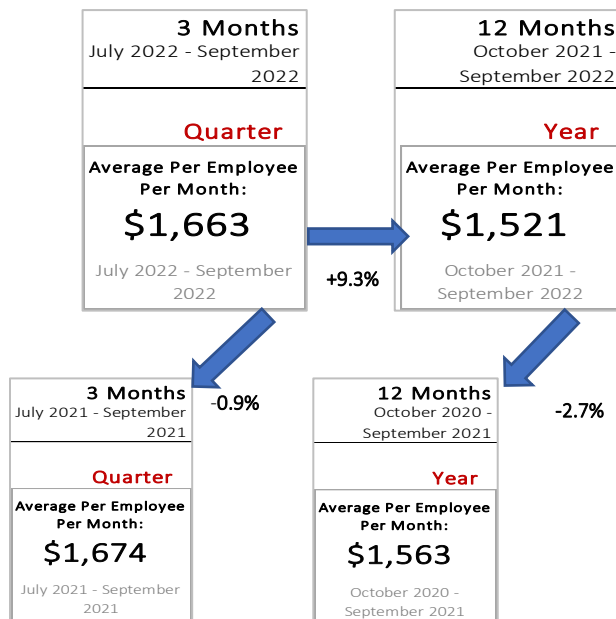 3 Months
July 2022 - September
2022
Quarter
Average Per Employee
Per Month:
$1,663
July 2022 - September
2022
12 Months
October 2021 -
September 2022
Year
Average Per Employee
Per Month:
$1,521
October 2021 -
September 2022
+9.3%
3 Months
July 2021 - September
2021
Quarter
Average Per Employee
Per Month:
$1,674
July 2021 - September
2021
-0.9%
12 Months
October 2020 -
September 2021
Year
Average Per Employee
Per Month:
$1,563
October 2020 -
September 2021
-2.7%